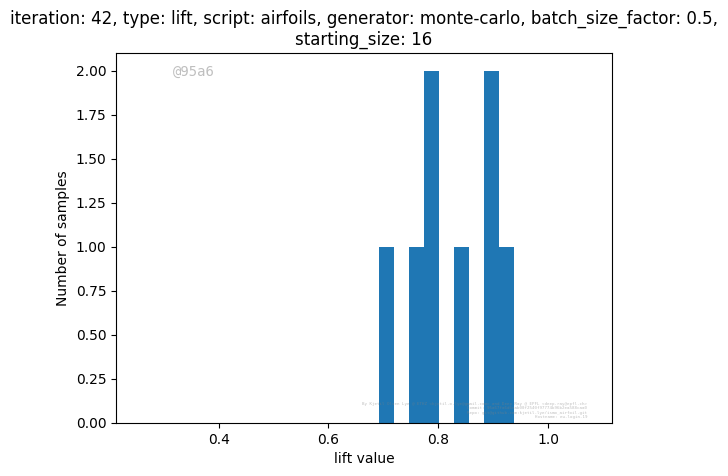 iteration: 42, type: lift, script: airfoils, generator: monte-carlo, batch_size_factor: 0.5,
starting_size: 16
@95a6
2.00
1.75
1.50
1.25
1.00
0.75
0.50
0.25
0.00
Number of samples
0.4 0.6 0.8 1.0
lift value